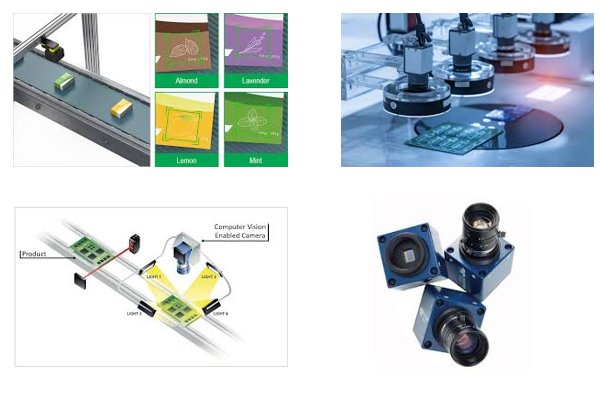 Almond
Lavender
Lemon
Mint
Computer Vision
Enabled Camera
Product
LIGHT 1
LIGHT 2
LIGHT 3
LIGHT 4